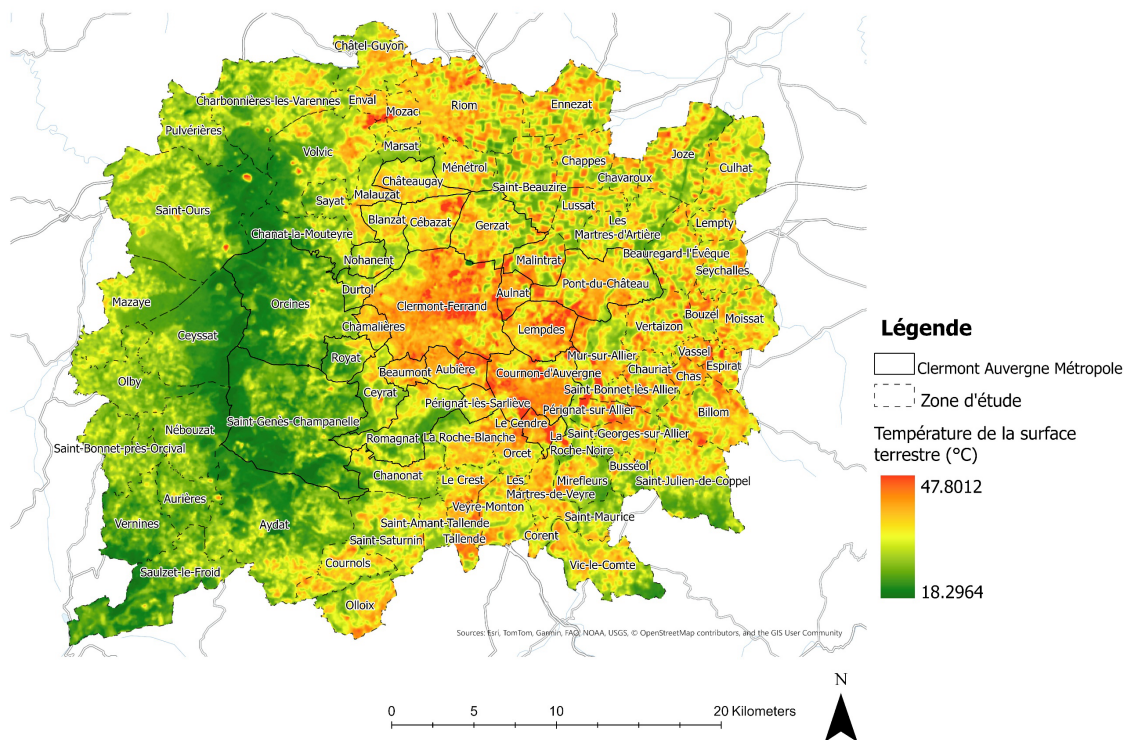 Châtel-Guyon
Charbonnières-les-Varennes
Enval
Mozac
Riom
Ennezat
Pulvérières
Volvic
Marsat
Ménétrol
Chappes
Joze
Culhat
Châteaugay
Chavaroux
Saint-Beauzire
Sayat
Malauzat
Saint-Ours
Lussat
Blanzat
Cébazat
Gerzat
Les
Martres-d'Artière
Lempty
Chanat-la-Mouteyre
Nohanent
Malintrat
Beauregard-l'Évêque
Seychalles
Durtol
Aulnat
Pont-du-Château
Mazaye
Orcines
Clermont-Ferrand
Bouzel
Moissat
Ceyssat
Chamalières
Lempdes
Vertaizon
Royat
Mur-sur-Allier
Vassel
Olby
Beaumont
Aubière
Cournon-d'Auvergne
Chauriat
Chas
Espirat
Ceyrat
Saint-Bonnet-lès-Allier
Pérignat-lès-Sarliève
Pérignat-sur-Allier
Billom
Saint-Genès-Champanelle
Le Cendre
Nébouzat
Romagnat
La Roche-Blanche
La
Roche-Noire
Saint-Georges-sur-Allier
Saint-Bonnet-près-Orcival
Orcet
Busséol
Chanonat
Le Crest
Les
Martres-de-Veyre
Mirefleurs
Saint-Julien-de-Coppel
Aurières
Veyre-Monton
Vernines
Aydat
Saint-Amant-Tallende
Saint-Maurice
Saint-Saturnin
Tallende
Corent
Saulzet-le-Froid
Cournols
Vic-le-Comte
Olloix
Sources: Esri, TomTom, Garmin, FAO, NOAA, USGS, © OpenStreetMap contributors, and the GIS User Community
Légende
Clermont Auvergne Métropole
Zone d'étude
Température de la surface
terrestre (°C)
47.8012
18.2964
N
0 5 10 20 Kilometers